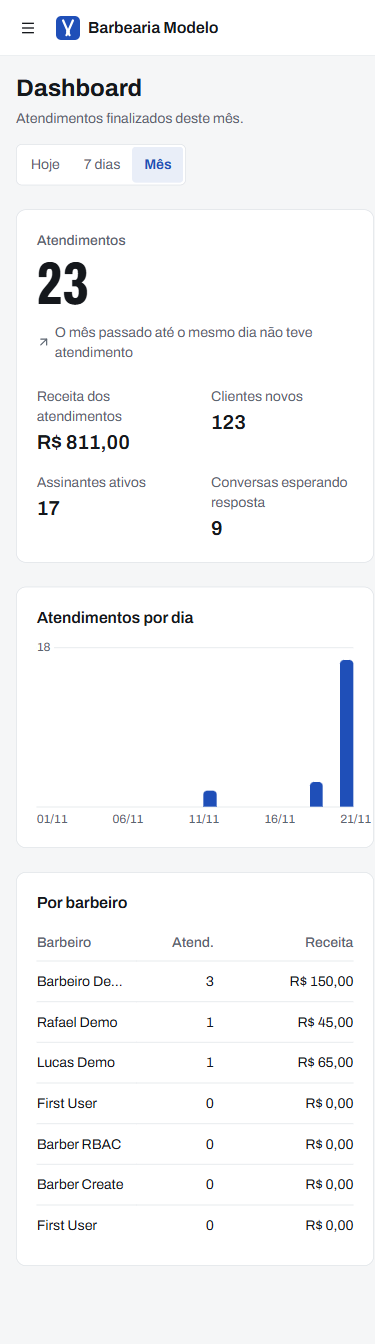 Barbearia Modelo
Dashboard
Atendimentos finalizados deste mês.
Hoje 7 dias Mês
Atendimentos
23
O mês passado até o mesmo dia não teve
atendimento
Receita dos
atendimentos
R$ 811,00
Clientes novos
123
Assinantes ativos
17
Conversas esperando
resposta
9
Atendimentos por dia
18
01/11 06/11 11/11 16/11 21/11
Por barbeiro
Barbeiro Atend. Receita
Barbeiro De... 3 R$ 150,00
Rafael Demo 1 R$ 45,00
Lucas Demo 1 R$ 65,00
First User 0 R$ 0,00
Barber RBAC 0 R$ 0,00
Barber Create 0 R$ 0,00
First User 0 R$ 0,00